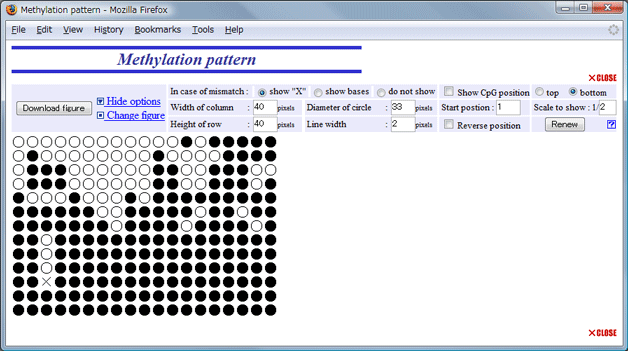 Methylation pattern - Mozilla Firefox
File Edit View History Bookmarks Tools Help
Methylation pattern
×CLOSE
Download figure
Hide options
Change figure
In case of mismatch : show "X" show bases do not show Show CpG position top bottom
Width of column : 40 pixels Diameter of circle : 33 pixels Start postion : 1 Scale to show : 1/2
Height of row : 40 pixels Line width : 2 pixels Reverse position Renew ?
×CLOSE